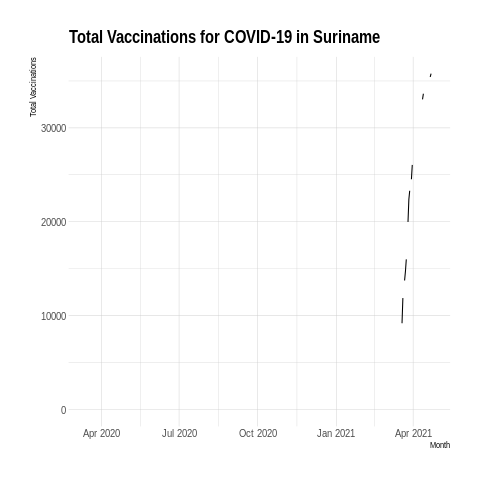 Total Vaccinations for COVID-19 in Suriname
Total Vaccinations
30000
20000
10000
0
Apr 2020 Jul 2020 Oct 2020 Jan 2021 Apr 2021
Month